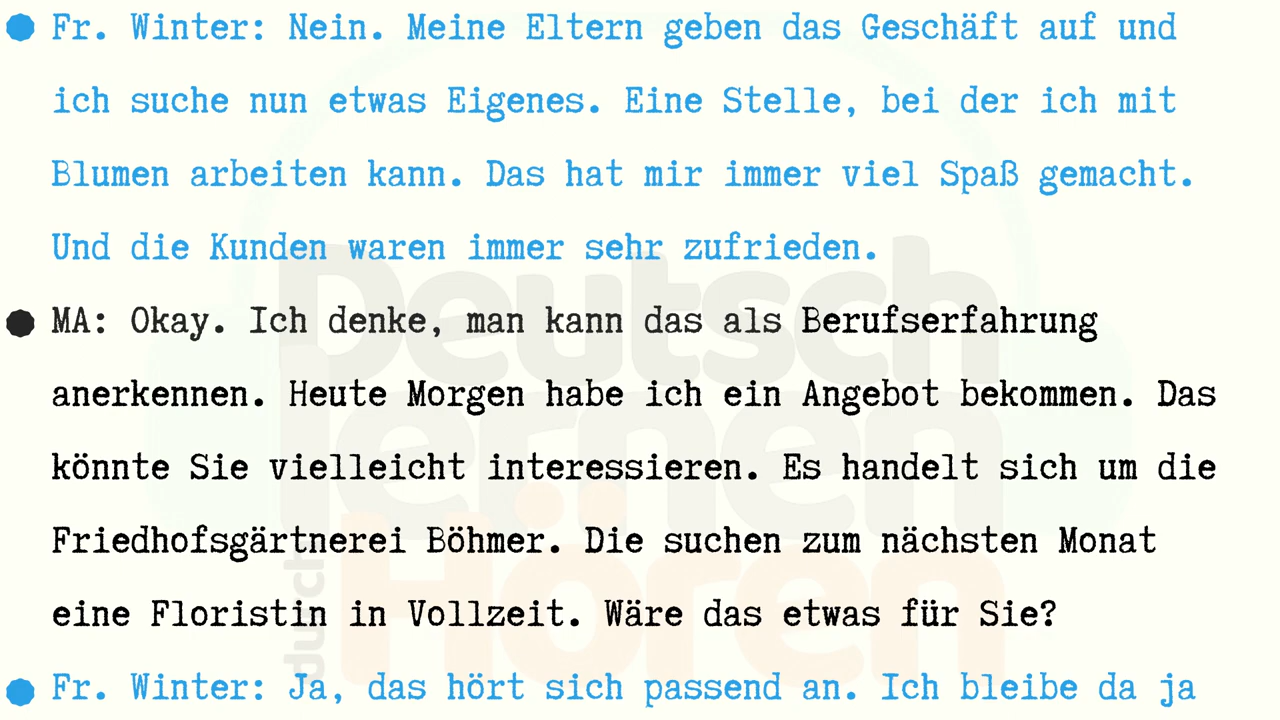 Fr. Winter: Nein. Meine Eltern geben das Geschäft auf und
ich suche nun etwas Eigenes. Eine Stelle, bei der ich mit
Blumen arbeiten kann. Das hat mir immer viel Spaß gemacht.
Und die Kunden waren immer sehr zufrieden.
MA: Okay. Ich denke, man kann das als Berufserfahrung
anerkennen. Heute Morgen habe ich ein Angebot bekommen. Das
könnte Sie vielleicht interessieren. Es handelt sich um die
Friedhofsgärtnerei Böhmer. Die suchen zum nächsten Monat
eine Floristin in Vollzeit. Wäre das etwas für Sie?
Fr. Winter: Ja, das hört sich passend an. Ich bleibe da ja
Deutsch
lernen
durch
Hören